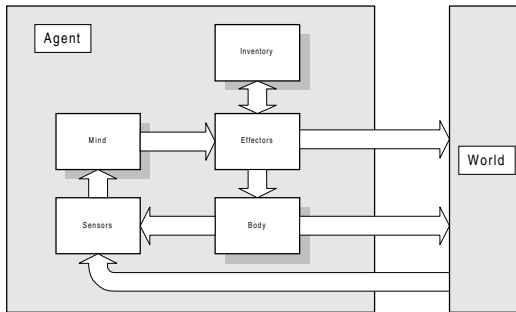 Agent
Inventory
Mind
Effectors
World
Sensors
Body